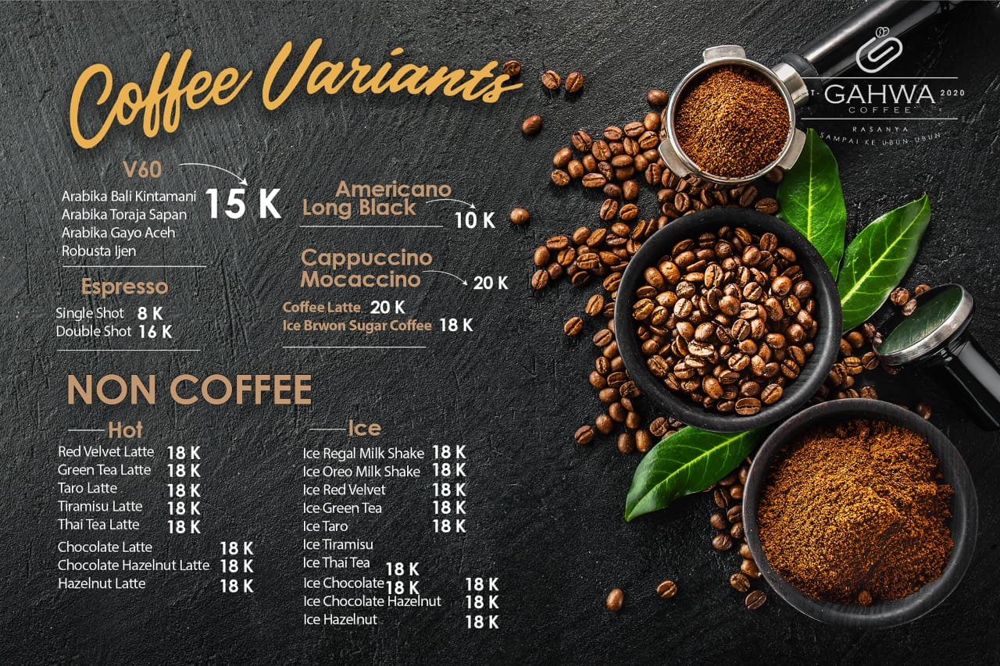 Coffee Variants
V60
Arabika Bali Kintamani
Arabika Toraja Sapan
Arabika Gayo Aceh
Robusta Ijen
15 K
Espresso
Single Shot 8 K
Double Shot 16 K
Americano
Long Black
10 K
Cappuccino
Mocaccino
20 K
Coffee Latte 20 K
Ice Brwon Sugar Coffee 18 K
NON COFFEE
Hot
Red Velvet Latte 18 K
Green Tea Latte 18 K
Taro Latte 18 K
Tiramisu Latte 18 K
Thai Tea Latte 18 K
Chocolate Latte 18 K
Chocolate Hazelnut Latte 18 K
Hazelnut Latte 18 K
Ice
Ice Regal Milk Shake 18 K
Ice Oreo Milk Shake 18 K
Ice Red Velvet 18 K
Ice Green Tea 18 K
Ice Taro 18 K
Ice Tiramisu
Ice Thai Tea 18 K
Ice Chocolate 18 K 18 K
Ice Chocolate Hazelnut 18 K
Ice Hazelnut 18 K
EST- GAHWA 2020
COFFEE
RASANYA
SAMPAI KE UBUN-UBUN